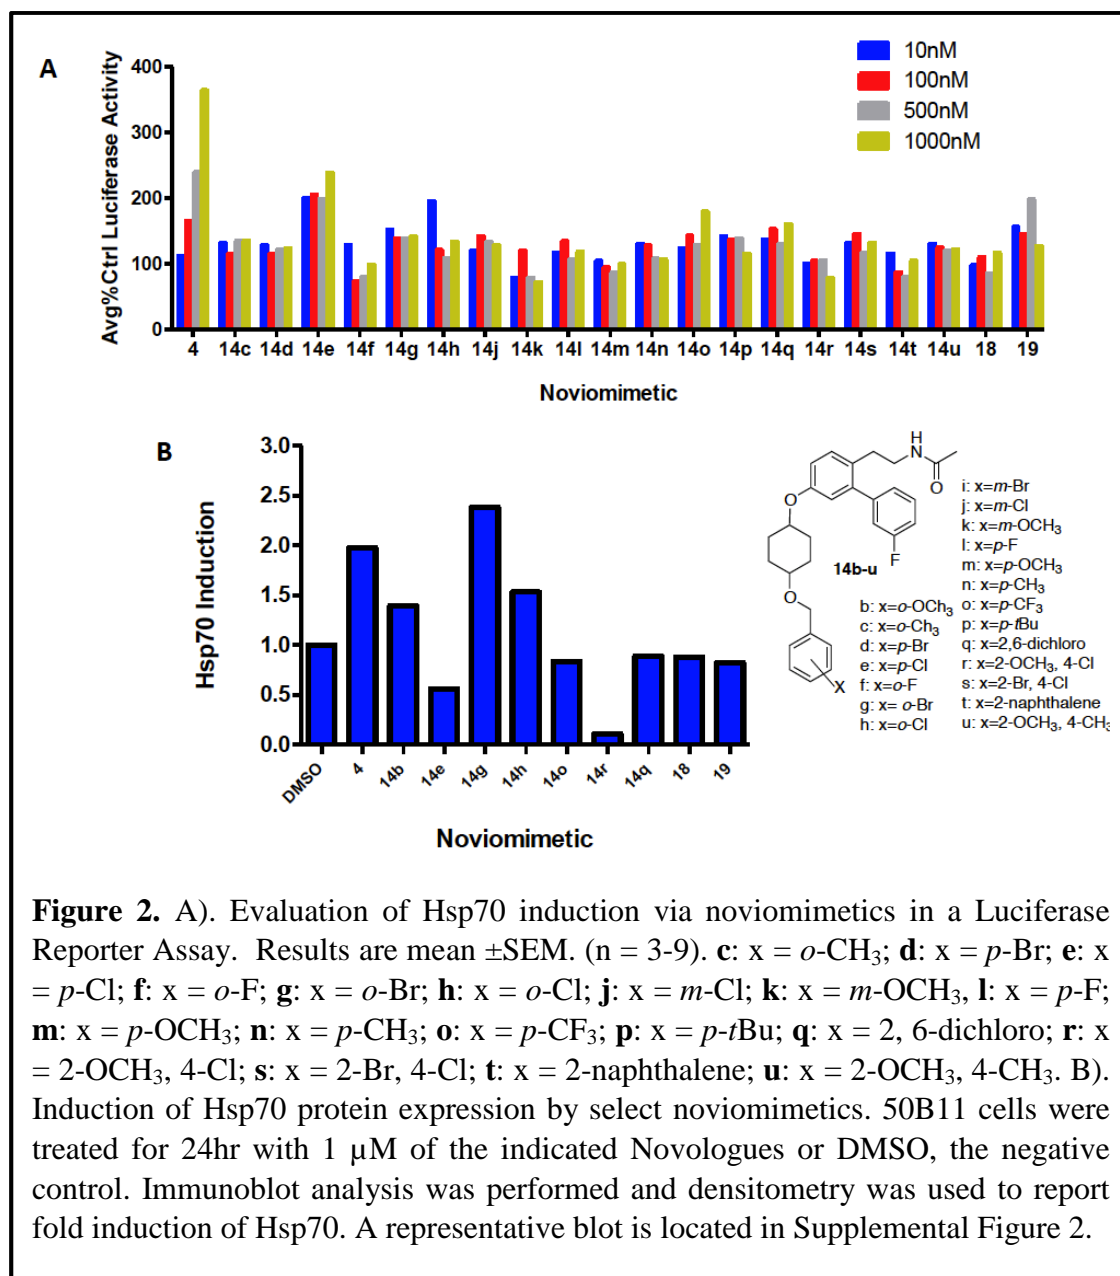 A
Avg%Ctrl Luciferase Activity
400
300
200
100
0
10nM
100nM
500nM
1000nM
4 14c 14d 14e 14f 14g 14h 14j 14k 14l 14m 14n 14o 14p 14q 14r 14s 14t 14u 18 19
Noviomimetic
B
Hsp70 Induction
3.0
2.5
2.0
1.5
1.0
0.5
0.0
DMSO 4 14b 14e 14g 14h 14o 14r 14q 18 19
Noviomimetic
H
N
O
O
F
14b-u
O
X
b: x=o-OCh3
c: x=o-Ch3
d: x=p-Br
e: x=p-Cl
f: x=o-F
g: x= o-Br
h: x=o-Cl
i: x=m-Br
j: x=m-Cl
k: x=m-OCH3
l: x=p-F
m: x=p-OCH3
n: x=p-CH3
o: x=p-CF3
p: x=p-tBu
q: x=2,6-dichloro
r: x=2-OCH3, 4-Cl
s: x=2-Br, 4-Cl
t: x=2-naphthalene
u: x=2-OCH3, 4-CH3
Figure 2. A). Evaluation of Hsp70 induction via noviomimetics in a Luciferase
Reporter Assay. Results are mean ±SEM. (n = 3-9). c: x = o-CH3; d: x = p-Br; e: x
= p-Cl; f: x = o-F; g: x = o-Br; h: x = o-Cl; j: x = m-Cl; k: x = m-OCH3, l: x = p-F;
m: x = p-OCH3; n: x = p-CH3; o: x = p-CF3; p: x = p-tBu; q: x = 2, 6-dichloro; r: x
= 2-OCH3, 4-Cl; s: x = 2-Br, 4-Cl; t: x = 2-naphthalene; u: x = 2-OCH3, 4-CH3. B).
Induction of Hsp70 protein expression by select noviomimetics. 50B11 cells were
treated for 24hr with 1 µM of the indicated Novologues or DMSO, the negative
control. Immunoblot analysis was performed and densitometry was used to report
fold induction of Hsp70. A representative blot is located in Supplemental Figure 2.